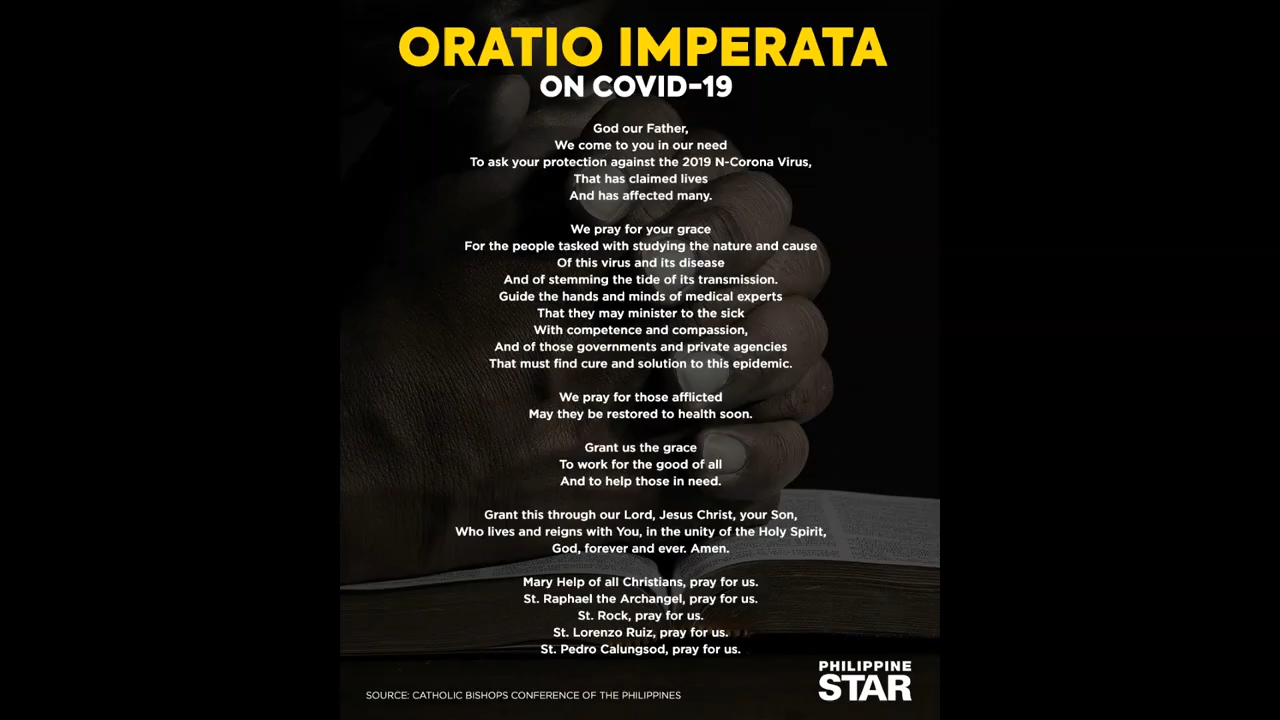 ORATIO IMPERATA
ON COVID-19
God our Father,
We come to you in our need
To ask your protection against the 2019 N-Corona Virus,
That has claimed lives
And has affected many.
We pray for your grace
For the people tasked with studying the nature and cause
Of this virus and its disease
And of stemming the tide of its transmission.
Guide the hands and minds of medical experts
That they may minister to the sick
With competence and compassion,
And of those governments and private agencies
That must find cure and solution to this epidemic.
We pray for those afflicted
May they be restored to health soon.
Grant us the grace
To work for the good of all
And to help those in need.
Grant this through our Lord, Jesus Christ, your Son,
Who lives and reigns with You, in the unity of the Holy Spirit,
God, forever and ever. Amen.
Mary Help of all Christians, pray for us.
St. Raphael the Archangel, pray for us.
St. Rock, pray for us.
St. Lorenzo Ruiz, pray for us.
St. Pedro Calungsod, pray for us.
SOURCE: CATHOLIC BISHOPS CONFERENCE OF THE PHILIPPINES
PHILIPPINE
STAR